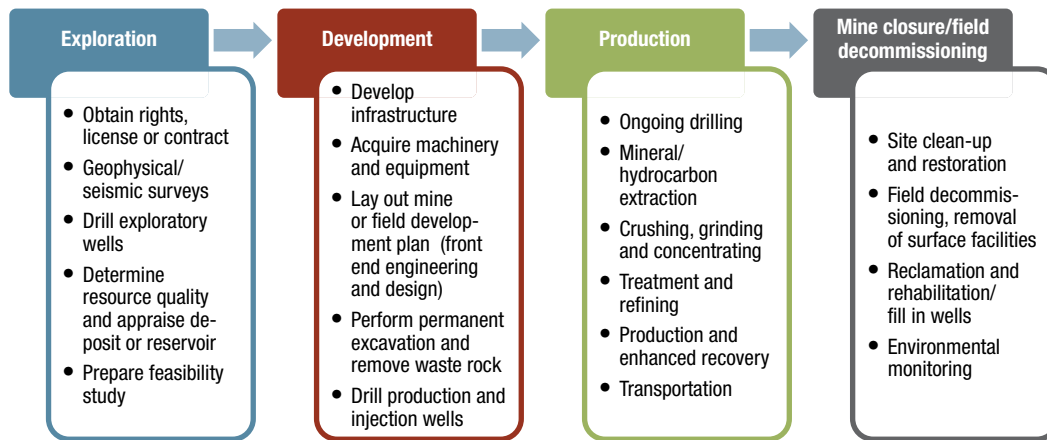 Exploration
• Obtain rights,
license or contract
• Geophysical/
seismic surveys
• Drill exploratory
wells
• Determine
resource quality
and appraise de-
posit or reservoir
• Prepare feasibility
study
Development
• Develop
infrastructure
• Acquire machinery
and equipment
• Lay out mine
or field develop-
ment plan (front
end engineering
and design)
• Perform permanent
excavation and
remove waste rock
• Drill production and
injection wells
Production
• Ongoing drilling
• Mineral/
hydrocarbon
extraction
• Crushing, grinding
and concentrating
• Treatment and
refining
• Production and
enhanced recovery
• Transportation
Mine closure/field
decommissioning
• Site clean-up
and restoration
• Field decommis-
sioning, removal
of surface facilities
• Reclamation and
rehabilitation/
fill in wells
• Environmental
monitoring